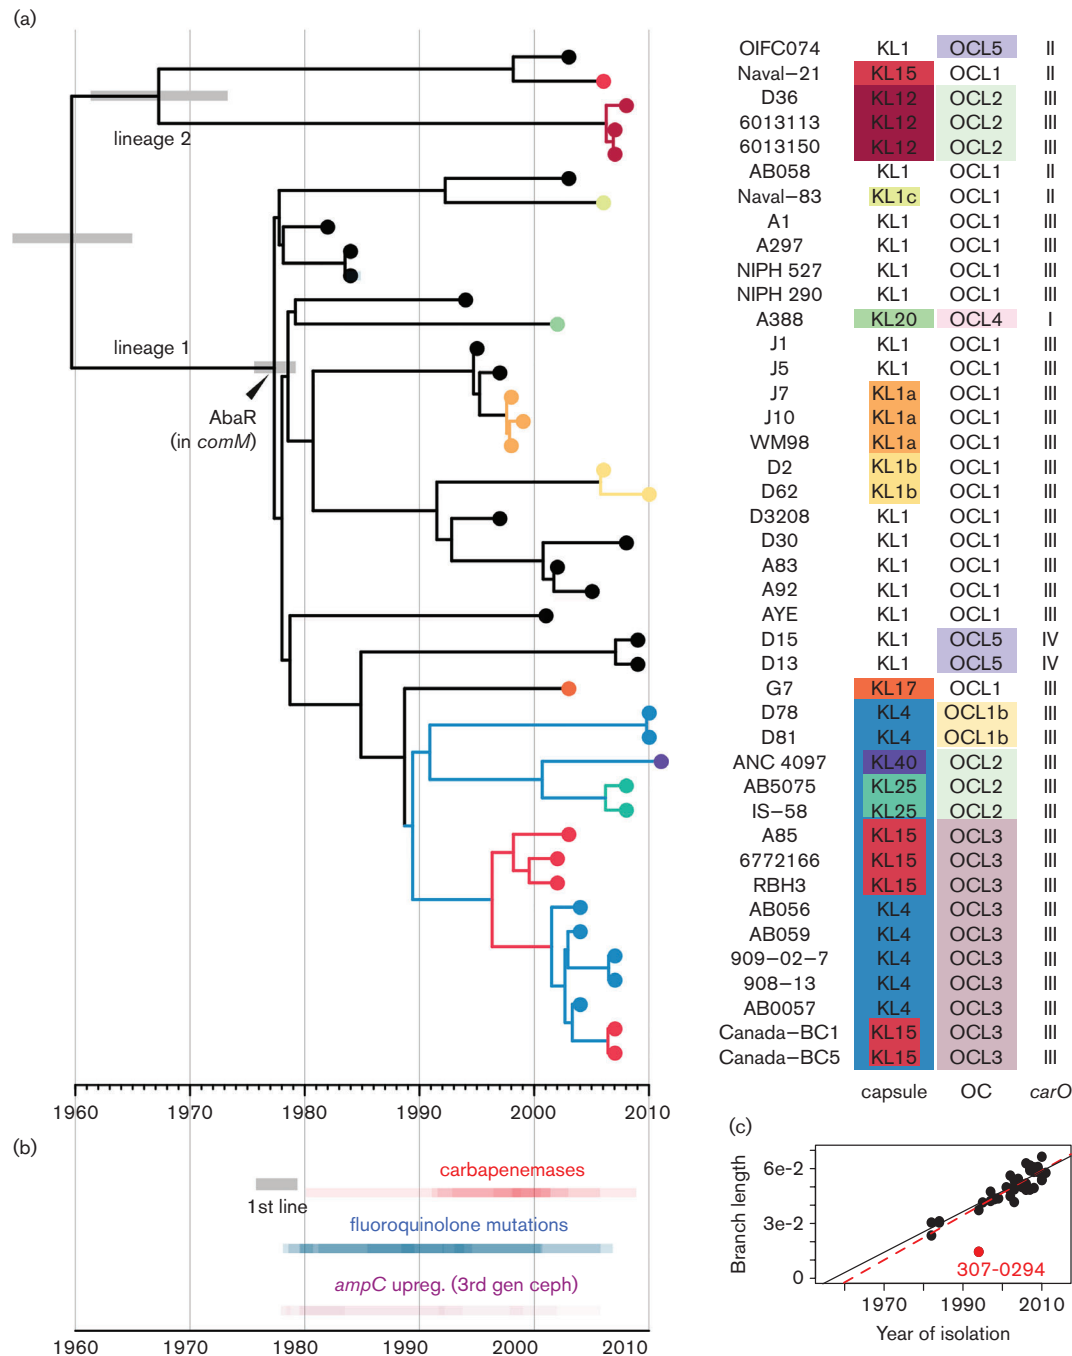 (a)
OIFC074 KL1 OCL5 II
Naval–21 KL15 OCL1 II
D36 KL12 OCL2 III
6013113 KL12 OCL2 III
lineage 2
6013150 KL12 OCL2 III
AB058 KL1 OCL1 II
Naval–83 KL1c OCL1 II
A1 KL1 OCL1 III
A297 KL1 OCL1 III
NIPH 527 KL1 OCL1 III
NIPH 290 KL1 OCL1 III
A388 KL20 OCL4 I
lineage 1
J1 KL1 OCL1 III
J5 KL1 OCL1 III
J7 KL1a OCL1 III
AbaR
(in comM)
J10 KL1a OCL1 III
WM98 KL1a OCL1 III
D2 KL1b OCL1 III
D62 KL1b OCL1 III
D3208 KL1 OCL1 III
D30 KL1 OCL1 III
A83 KL1 OCL1 III
A92 KL1 OCL1 III
AYE KL1 OCL1 III
D15 KL1 OCL5 IV
D13 KL1 OCL5 IV
G7 KL17 OCL1 III
D78 KL4 OCL1b III
D81 KL4 OCL1b III
ANC 4097 KL40 OCL2 III
AB5075 KL25 OCL2 III
IS–58 KL25 OCL2 III
A85 KL15 OCL3 III
6772166 KL15 OCL3 III
RBH3 KL15 OCL3 III
AB056 KL4 OCL3 III
AB059 KL4 OCL3 III
909–02–7 KL4 OCL3 III
908–13 KL4 OCL3 III
AB0057 KL4 OCL3 III
Canada–BC1 KL15 OCL3 III
Canada–BC5 KL15 OCL3 III
capsule OC carO
1960 1970 1980 1990 2000 2010
(b)
carbapenemases
1st line
fluoroquinolone mutations
ampC upreg. (3rd gen ceph)
1960 1970 1980 1990 2000 2010
(c)
Branch length
6e-2
3e-2
0
307-0294
1970 1990 2010
Year of isolation